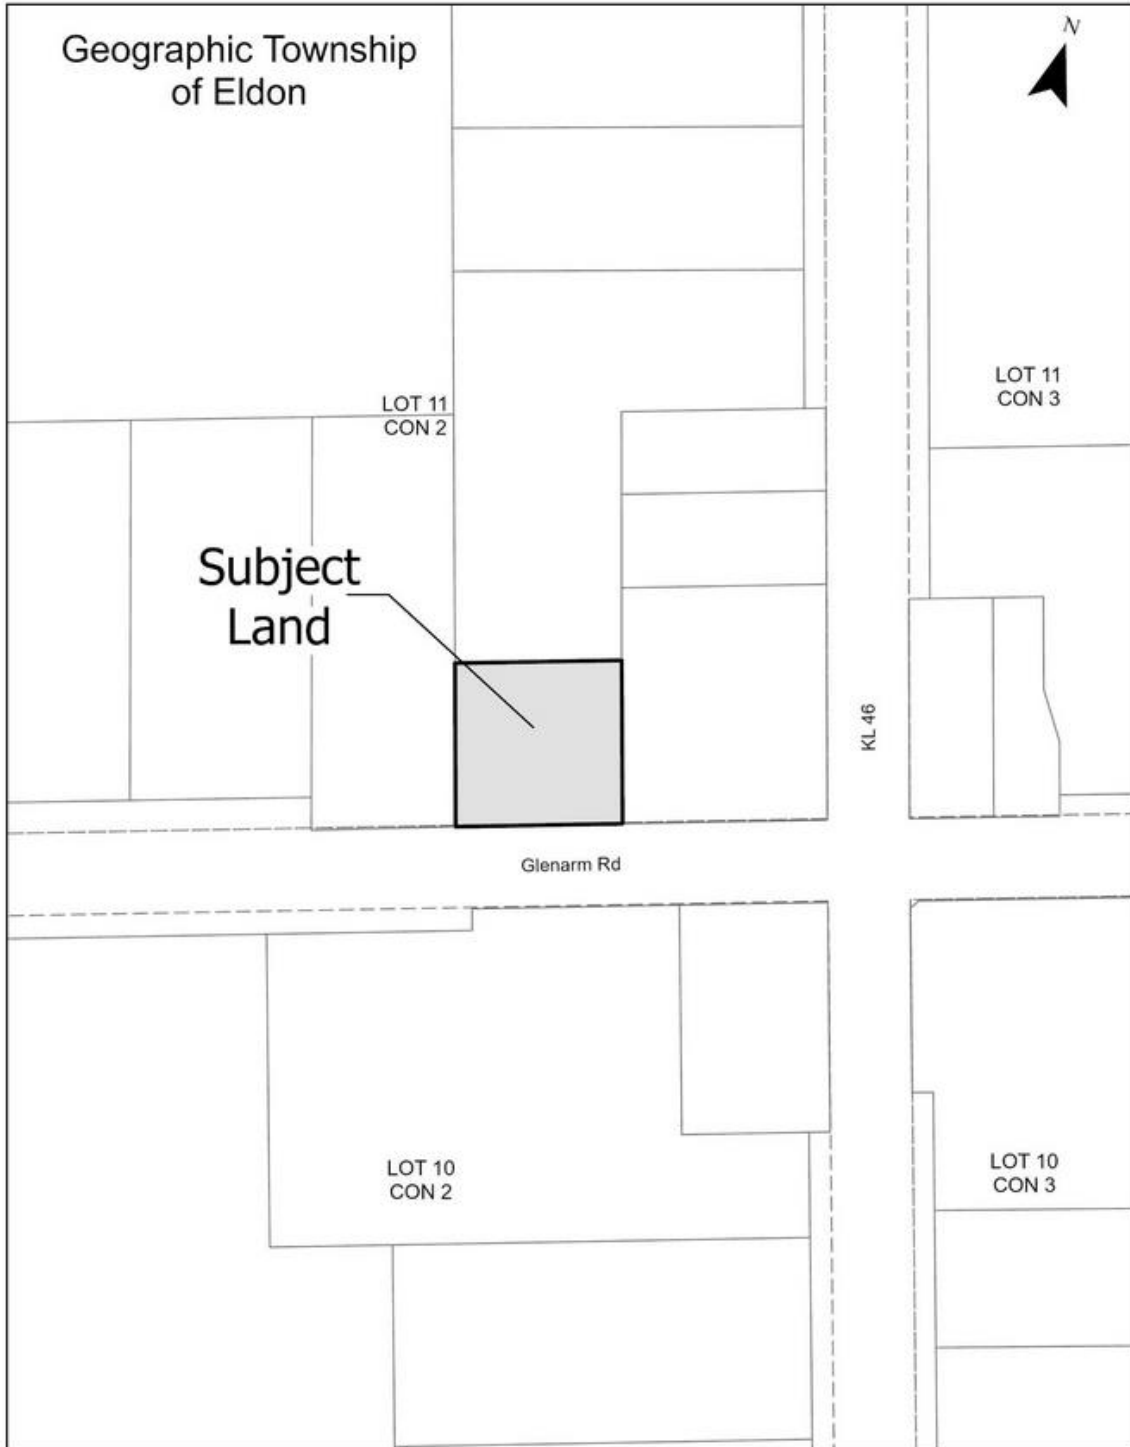 Geographic Township
of Eldon
N
LOT 11
CON 2
LOT 11
CON 3
Subject
Land
KL 46
Glenarm Rd
LOT 10
CON 2
LOT 10
CON 3